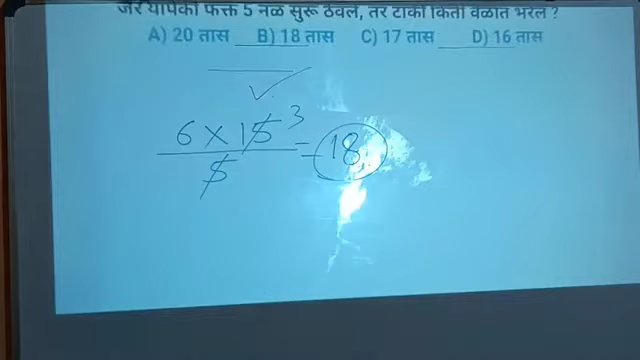 जर यापैकी फक्त 5 नळ सुरू ठेवले, तर टाकी किती वेळात भरेल ?
A) 20 तास B) 18 तास C) 17 तास D) 16 तास
6 × 15 3
5
= 18